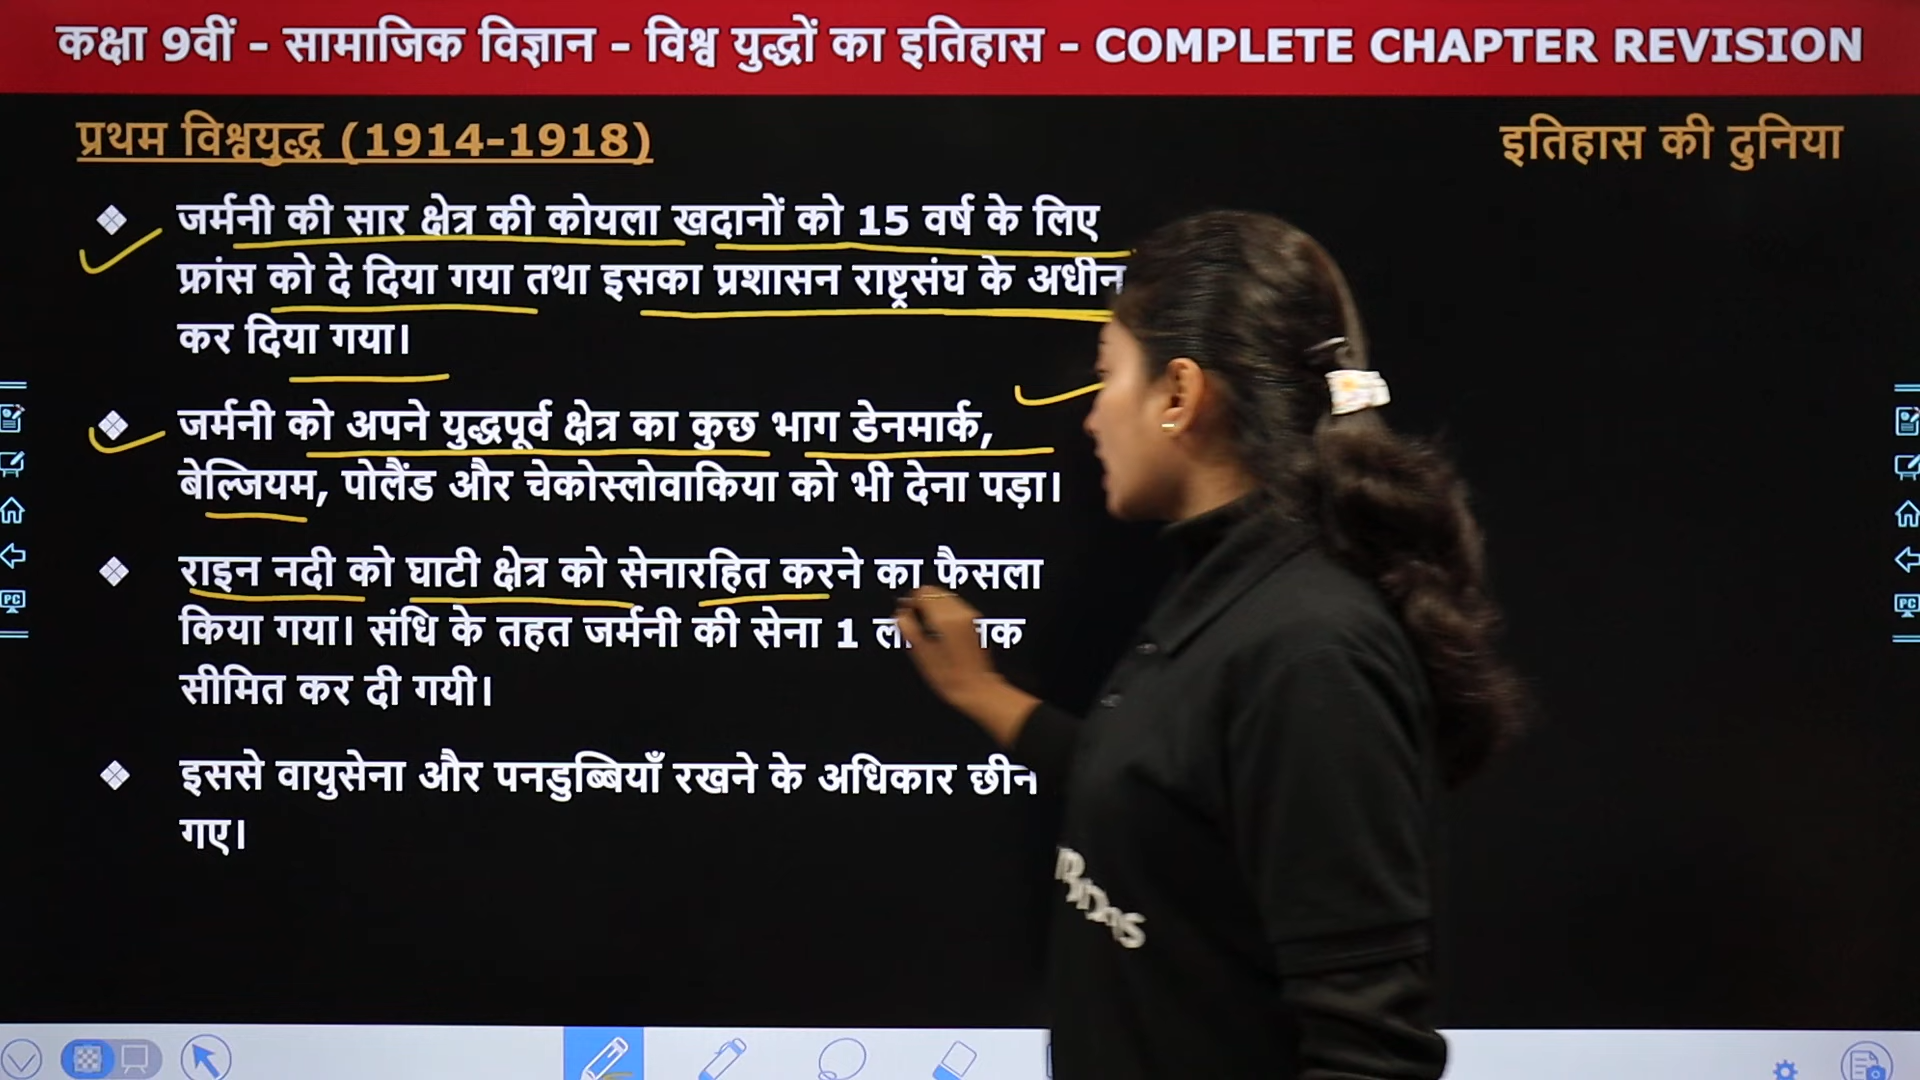 कक्षा 9वीं - सामाजिक विज्ञान - विश्व युद्धों का इतिहास - COMPLETE CHAPTER REVISION
प्रथम विश्वयुद्ध (1914-1918)
इतिहास की दुनिया
जर्मनी की सार क्षेत्र की कोयला खदानों को 15 वर्ष के लिए
फ्रांस को दे दिया गया तथा इसका प्रशासन राष्ट्रसंघ के अधीन
कर दिया गया।
जर्मनी को अपने युद्धपूर्व क्षेत्र का कुछ भाग डेनमार्क,
बेल्जियम, पोलैंड और चेकोस्लोवाकिया को भी देना पड़ा।
राइन नदी को घाटी क्षेत्र को सेनारहित करने का फैसला
किया गया। संधि के तहत जर्मनी की सेना 1
सीमित कर दी गयी।
इससे वायुसेना और पनडुब्बियाँ रखने के अधिकार छीन
गए।
PC
PC